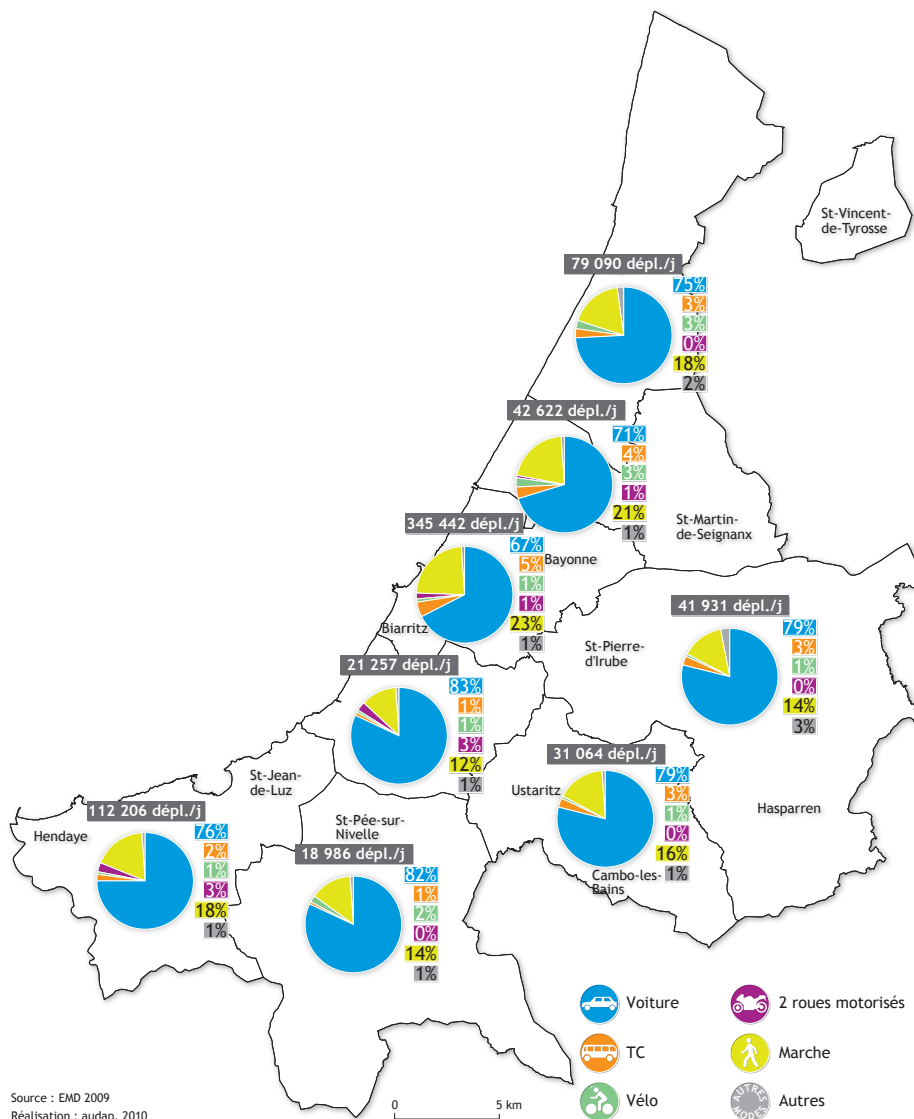 St-Vincent-
de-Tyrosse
79 090 dépl./j
75%
3%
3%
0%
18%
2%
42 622 dépl./j
71%
4%
3%
1%
21%
1%
St-Martin-
de-Seignanx
345 442 dépl./j
67%
5%
1%
1%
23%
1%
Bayonne
Biarritz
41 931 dépl./j
79%
3%
1%
0%
14%
3%
St-Pierre-
d'Irube
21 257 dépl./j
83%
1%
1%
3%
12%
1%
31 064 dépl./j
79%
3%
1%
0%
16%
1%
Ustaritz
Hasparren
Cambo-les-
Bains
St-Jean-
de-Luz
112 206 dépl./j
76%
2%
1%
3%
18%
1%
Hendaye
St-Pée-sur-
Nivelle
18 986 dépl./j
82%
1%
2%
0%
14%
1%
Voiture
2 roues motorisés
TC
Marche
Vélo
AUTRES
MODES
Autres
Source : EMD 2009
Réalisation : audap, 2010
0 5 km